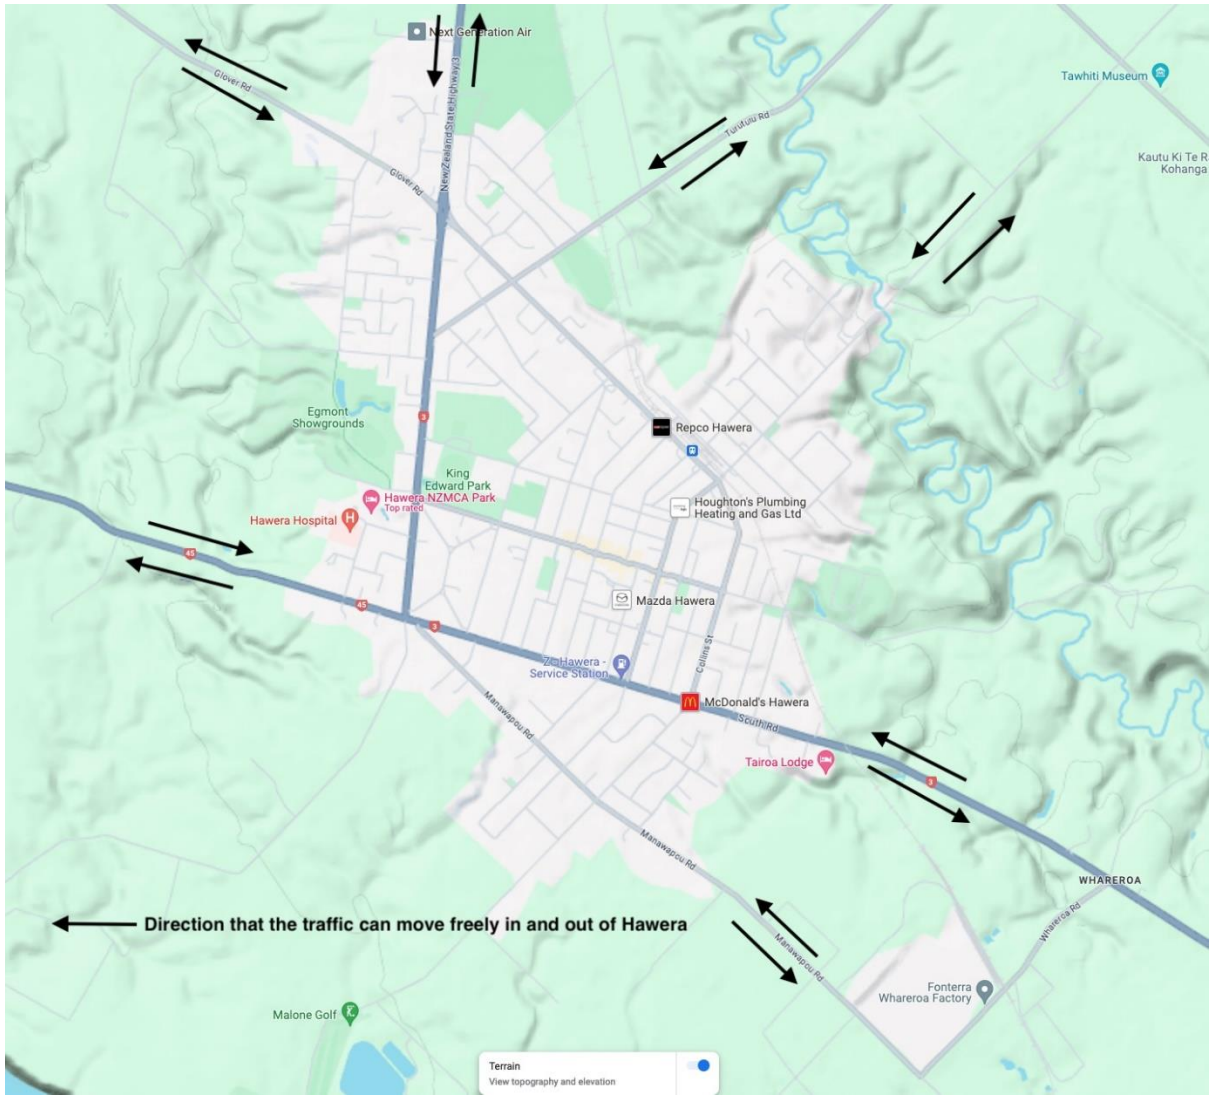 Next Generation Air
Tawhiti Museum
Glover Rd
New Zealand State Highway 3
Turuturu Rd
Kautu Ki Te R
Kohanga
Glover Rd
Egmont
Showgrounds
3
Repco Hawera
King
Edward Park
Hawera NZMCA Park
Top rated
Houghton's Plumbing
Heating and Gas Ltd
Hawera Hospital
H
45
45
3
Mazda Hawera
Collins St
Z - Hawera -
Service Station
Manawapou Rd
McDonald's Hawera
South Rd
Tairoa Lodge
3
Manawapou Rd
WHAREROA
Whareroa Rd
Direction that the traffic can move freely in and out of Hawera
Manawapou Rd
Fonterra
Whareroa Factory
Malone Golf
Terrain
View topography and elevation